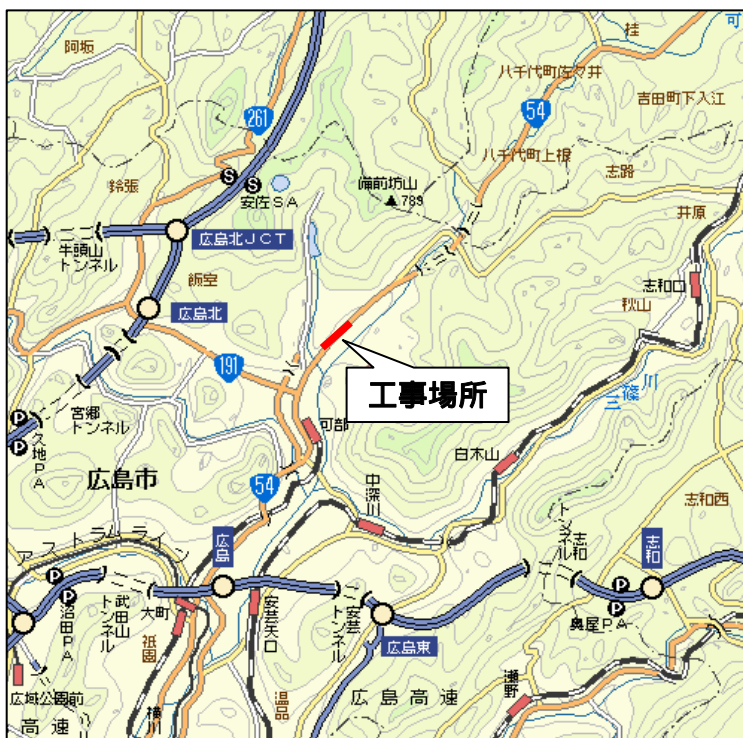 阿坂
桂
可
八千代町佐々井
吉田町下入江
261
54
八千代町上根
志路
鈴張
S
S
安佐SA
備前坊山
▲789
井原
広島北JCT
牛頭山
トンネル
飯室
志和口
秋山
広島北
191
工事場所
三篠川
宮郷
トンネル
可部
P
P
久地PA
白木山
広島市
54
中深川
志和西
アストラムライン
広島
志和
トンネル
志和
P
P
沼田PA
武田山
トンネル
大町
祇園
安芸矢口
安芸
トンネル
広島東
P
P
奥屋PA
瀬野
広域公園前
高速
横川
温品
広島高速